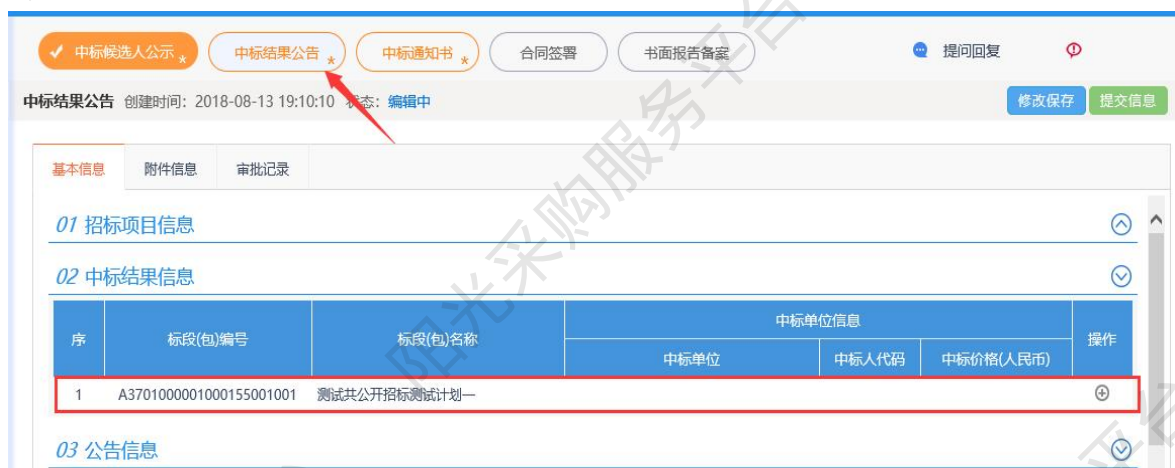 中标候选人公示 * 中标结果公告 * 中标通知书 * 合同签署 书面报告备案 提问回复
中标结果公告 创建时间：2018-08-13 19:10:10 状态：编辑中 修改保存 提交信息
基本信息 附件信息 审批记录
01 招标项目信息
02 中标结果信息
序 标段(包)编号 标段(包)名称 中标单位信息 操作
中标单位 中标人代码 中标价格(人民币)
1 A3701000001000155001001 测试共公开招标测试计划一
03 公告信息
阳光采购服务平台